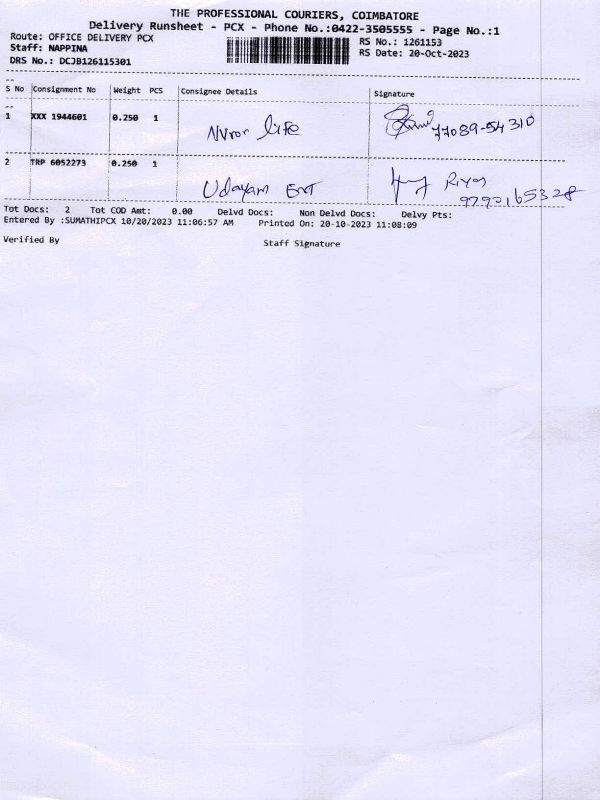 THE PROFESSIONAL COURIERS, COIMBATORE
Delivery Runsheet - PCX - Phone No.:0422-3505555 - Page No.:1
Route: OFFICE DELIVERY PCX
RS No.: 1261153
Staff: NAPPINA
RS Date: 20-Oct-2023
DRS No.: DCJB126115301
S No Consignment No Weight PCS Consignee Details Signature
1 XXX 1944601 0.250 1
life 77089-54310
2 TRP 6052273 0.250 1
Udayam Ent Riyas
9790165328
Tot Docs: 2 Tot COD Amt: 0.00 Delvd Docs: Non Delvd Docs: Delvy Pts:
Entered By :SUMATHIPCX 10/20/2023 11:06:57 AM Printed On: 20-10-2023 11:08:09
Verified By Staff Signature